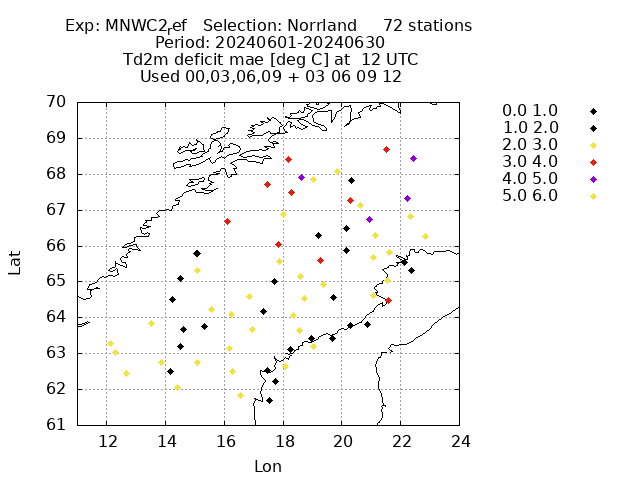 Exp: MNWC2ref Selection: Norrland 72 stations
Period: 20240601-20240630
Td2m deficit mae [deg C] at 12 UTC
Used 00,03,06,09 + 03 06 09 12
0.0 1.0
1.0 2.0
2.0 3.0
3.0 4.0
4.0 5.0
5.0 6.0
70
69
68
67
66
65
64
63
62
61
Lat
12 14 16 18 20 22 24
Lon